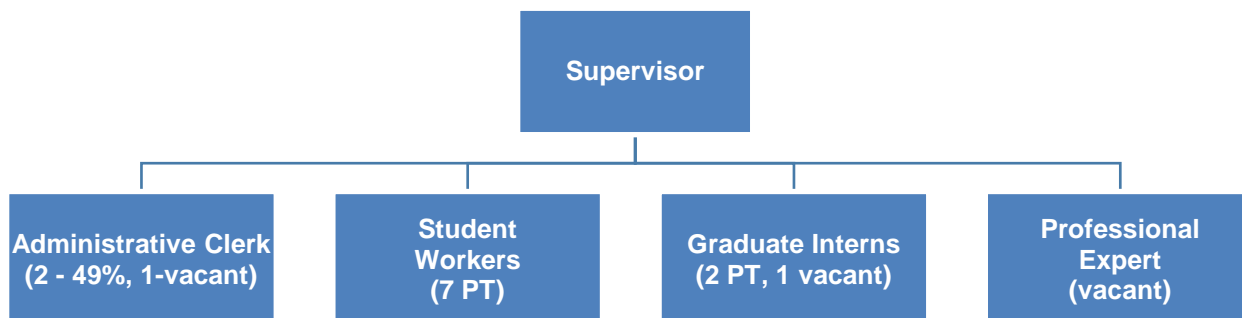 Supervisor
Administrative Clerk
(2 - 49%, 1-vacant)
Student
Workers
(7 PT)
Graduate Interns
(2 PT, 1 vacant)
Professional
Expert
(vacant)